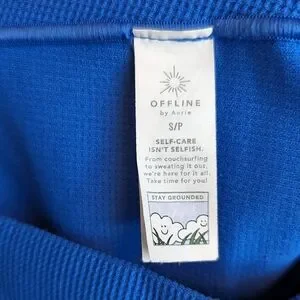 OFFLINE
by Aerie
S/P
SELF-CARE
ISN'T SELFISH.
From couchsurfing
to sweating it out,
we're here for it all.
Take time for you!
STAY GROUNDED